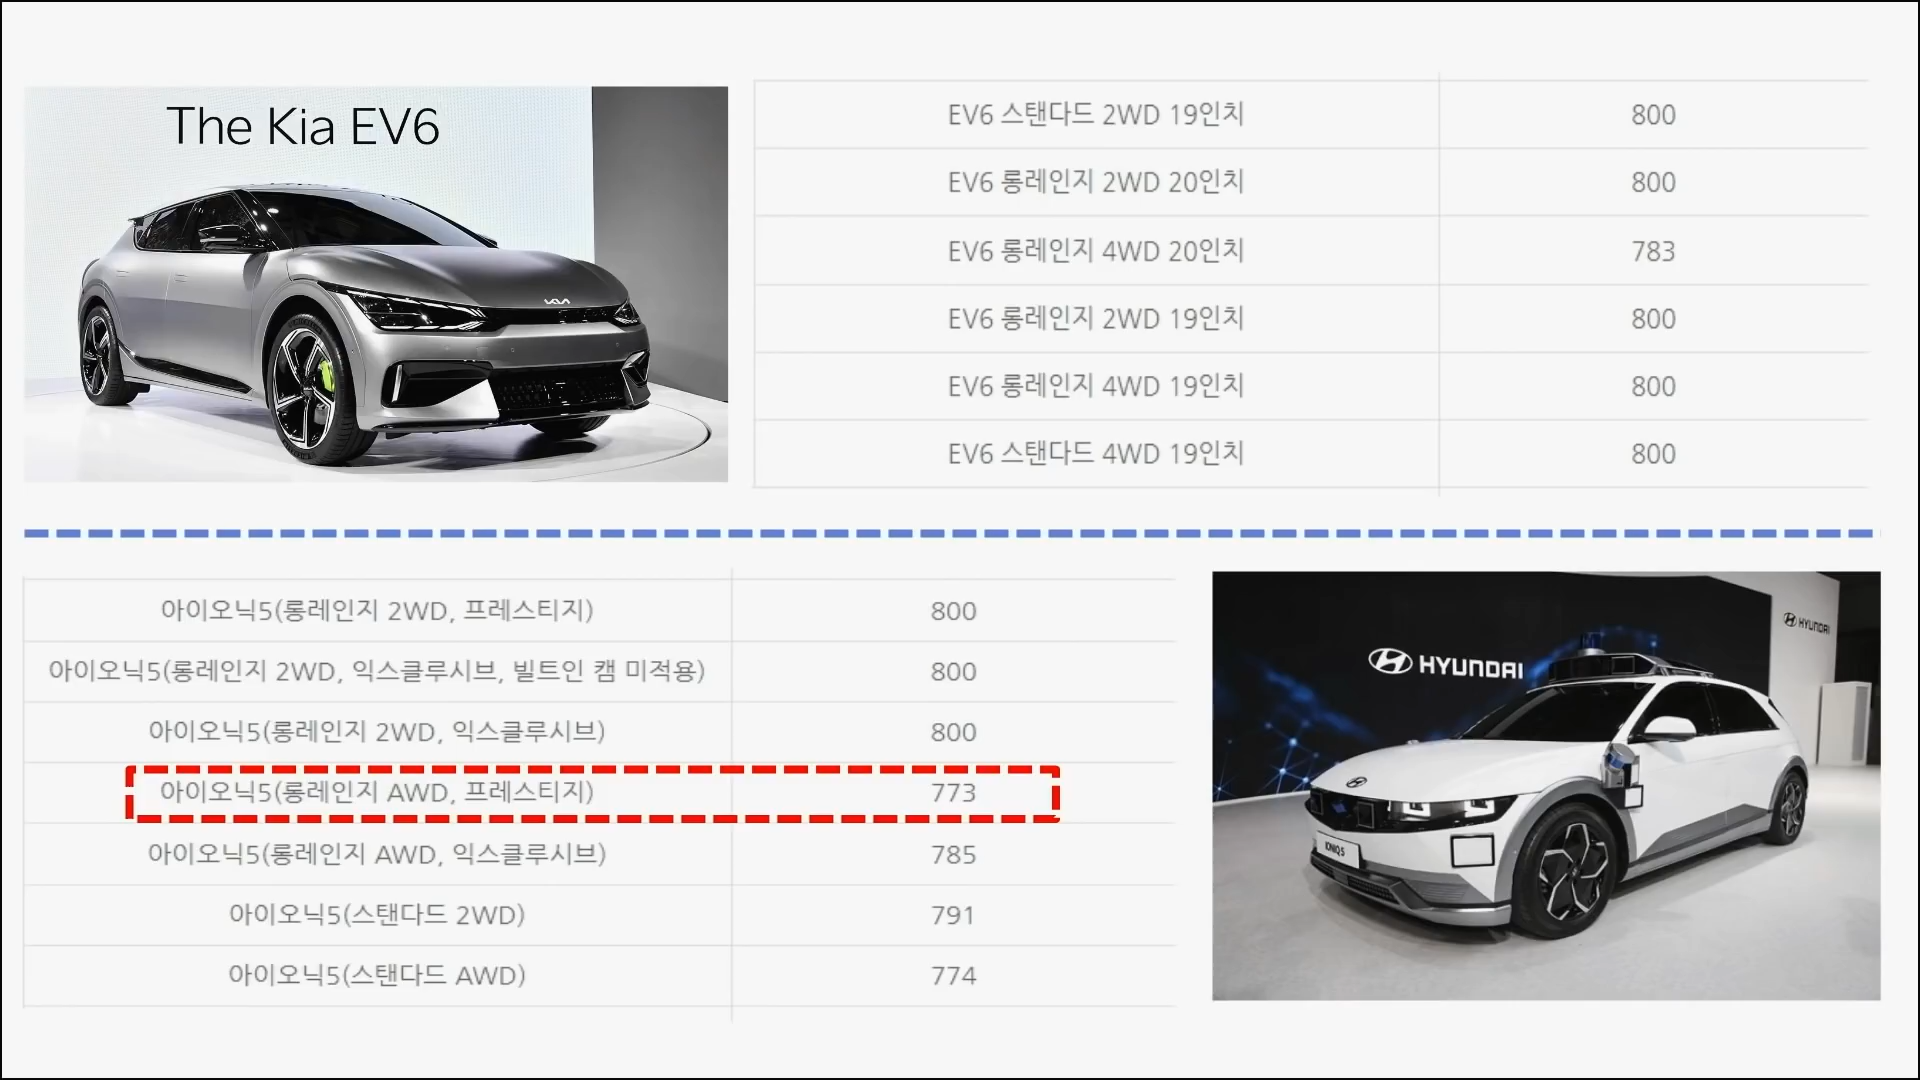 The Kia EV6
EV6 스탠다드 2WD 19인치 800
EV6 롱레인지 2WD 20인치 800
EV6 롱레인지 4WD 20인치 783
EV6 롱레인지 2WD 19인치 800
EV6 롱레인지 4WD 19인치 800
EV6 스탠다드 4WD 19인치 800
아이오닉5(롱레인지 2WD, 프레스티지) 800
아이오닉5(롱레인지 2WD, 익스클루시브, 빌트인 캠 미적용) 800
아이오닉5(롱레인지 2WD, 익스클루시브) 800
아이오닉5(롱레인지 AWD, 프레스티지) 773
아이오닉5(롱레인지 AWD, 익스클루시브) 785
아이오닉5(스탠다드 2WD) 791
아이오닉5(스탠다드 AWD) 774
HYUNDAI
HYUNDAI
IONIQ 5